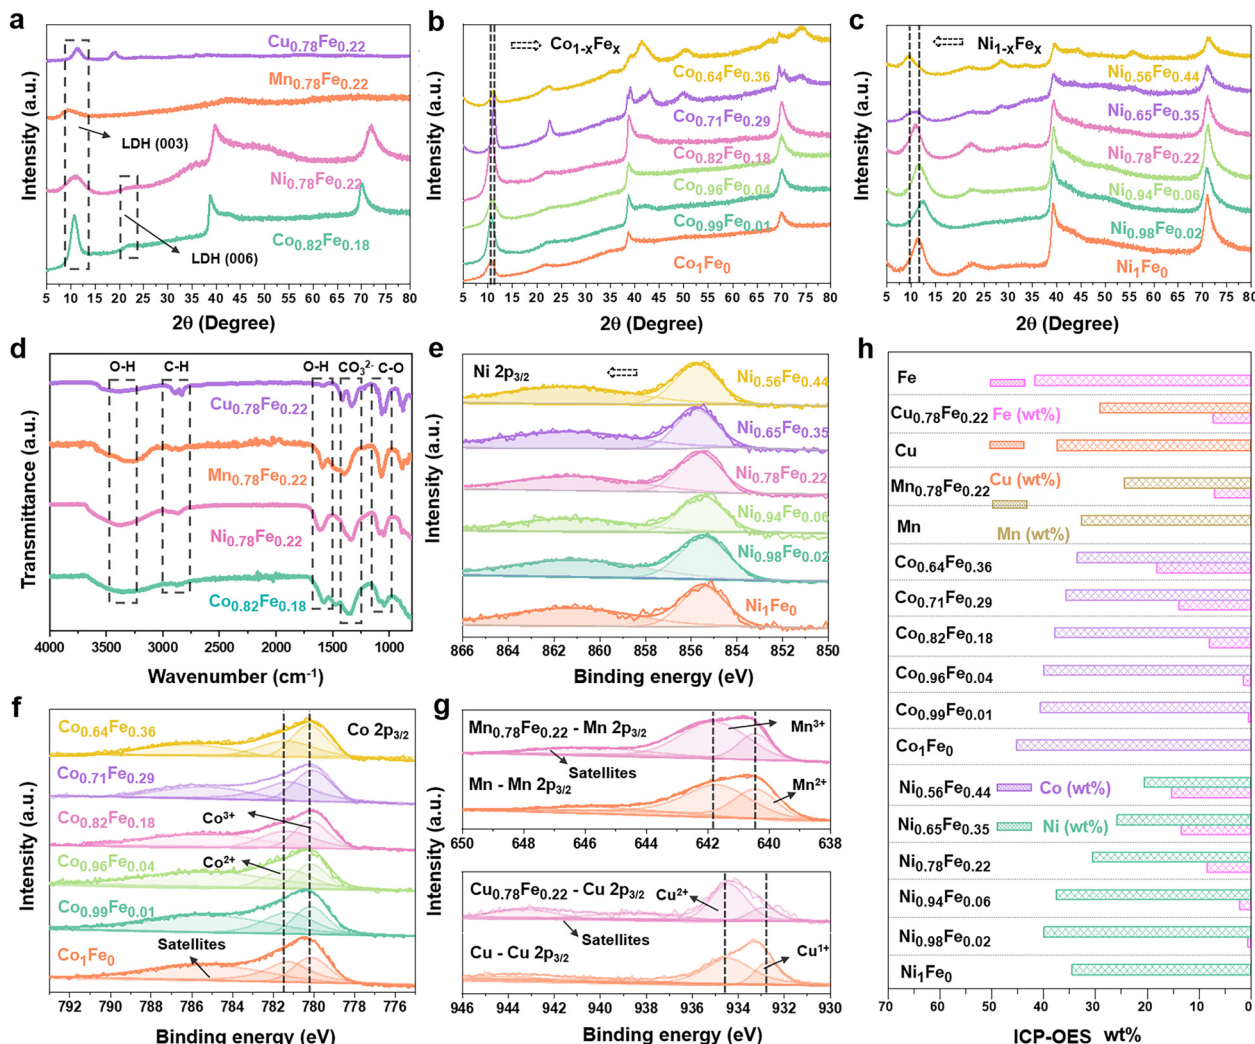 a
Intensity (a.u.)
Cu0.78Fe0.22
Mn0.78Fe0.22
LDH (003)
Ni0.78Fe0.22
LDH (006)
Co0.82Fe0.18
5 10 15 20 25 30 35 40 45 50 55 60 65 70 75 80
2θ (Degree)
b
Intensity (a.u.)
Co1-xFex
Co0.64Fe0.36
Co0.71Fe0.29
Co0.82Fe0.18
Co0.96Fe0.04
Co0.99Fe0.01
Co1Fe0
5 10 15 20 25 30 35 40 45 50 55 60 65 70 75 80
2θ (Degree)
c
Intensity (a.u.)
Ni1-xFex
Ni0.56Fe0.44
Ni0.65Fe0.35
Ni0.78Fe0.22
Ni0.94Fe0.06
Ni0.98Fe0.02
Ni1Fe0
5 10 15 20 25 30 35 40 45 50 55 60 65 70 75 80
2θ (Degree)
d
Transmittance (a.u.)
O-H C-H O-H CO32- C-O
Cu0.78Fe0.22
Mn0.78Fe0.22
Ni0.78Fe0.22
Co0.82Fe0.18
4000 3500 3000 2500 2000 1500 1000
Wavenumber (cm-1)
e
Intensity (a.u.)
Ni 2p3/2
Ni0.56Fe0.44
Ni0.65Fe0.35
Ni0.78Fe0.22
Ni0.94Fe0.06
Ni0.98Fe0.02
Ni1Fe0
866 864 862 860 858 856 854 852 850
Binding energy (eV)
f
Intensity (a.u.)
Co0.64Fe0.36
Co 2p3/2
Co0.71Fe0.29
Co0.82Fe0.18
Co3+
Co2+
Co0.96Fe0.04
Co0.99Fe0.01
Satellites
Co1Fe0
792 790 788 786 784 782 780 778 776
Binding energy (eV)
g
Intensity (a.u.)
Mn0.78Fe0.22 - Mn 2p3/2
Mn3+
Satellites
Mn - Mn 2p3/2
Mn2+
650 648 646 644 642 640 638
Cu0.78Fe0.22 - Cu 2p3/2
Cu2+
Satellites
Cu - Cu 2p3/2
Cu1+
946 944 942 940 938 936 934 932 930
Binding energy (eV)
h
Fe
Cu0.78Fe0.22
Fe (wt%)
Cu
Mn0.78Fe0.22
Cu (wt%)
Mn
Mn (wt%)
Co0.64Fe0.36
Co0.71Fe0.29
Co0.82Fe0.18
Co0.96Fe0.04
Co0.99Fe0.01
Co1Fe0
Ni0.56Fe0.44
Co (wt%)
Ni0.65Fe0.35
Ni (wt%)
Ni0.78Fe0.22
Ni0.94Fe0.06
Ni0.98Fe0.02
Ni1Fe0
70 60 50 40 30 20 10 0
ICP-OES wt%